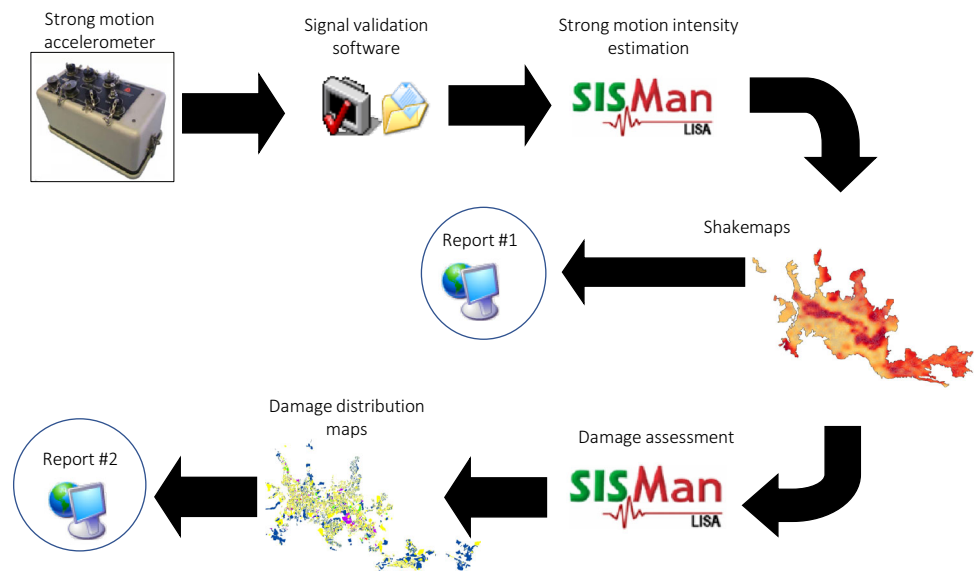 Strong motion
accelerometer
Signal validation
software
Strong motion intensity
estimation
SISMan
LISA
Shakemaps
Report #1
Damage distribution
maps
Damage assessment
SISMan
LISA
Report #2